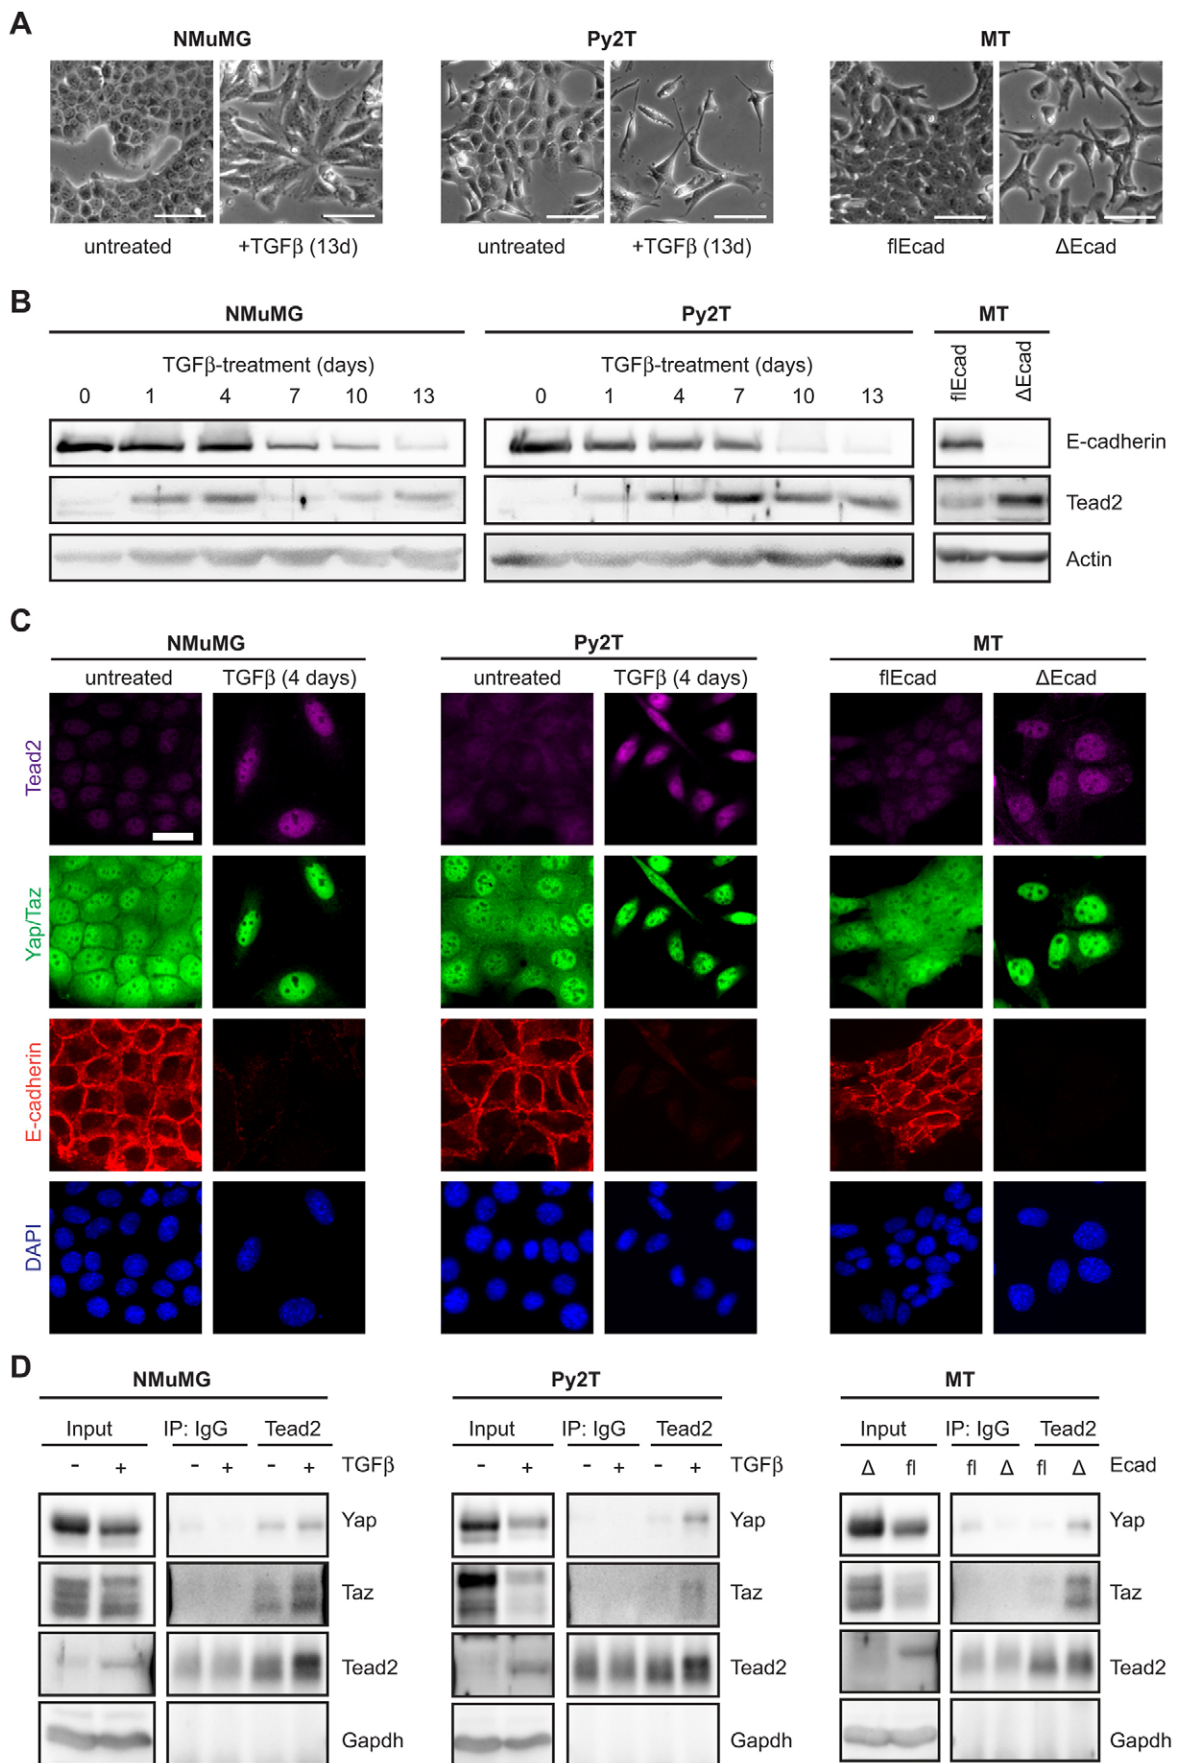 A
NMuMG Py2T MT
untreated +TGFβ (13d) untreated +TGFβ (13d) flEcad ΔEcad
B
NMuMG Py2T MT
TGFβ-treatment (days) TGFβ-treatment (days) flEcad ΔEcad
0 1 4 7 10 13 0 1 4 7 10 13
E-cadherin
Tead2
Actin
C
NMuMG Py2T MT
untreated TGFβ (4 days) untreated TGFβ (4 days) flEcad ΔEcad
Tead2
Yap/Taz
E-cadherin
DAPI
D
NMuMG Py2T MT
Input IP: IgG Tead2 Input IP: IgG Tead2 Input IP: IgG Tead2
- + - + - + TGFβ - + - + - + TGFβ Δ fl fl Δ fl Δ Ecad
Yap Yap Yap
Taz Taz Taz
Tead2 Tead2 Tead2
Gapdh Gapdh Gapdh